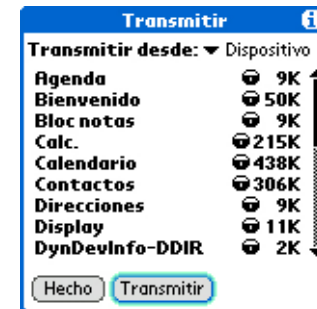 Transmitir
Transmitir desde: Dispositivo
Agenda 9K
Bienvenido 50K
Bloc notas 9K
Calc. 215K
Calendario 438K
Contactos 306K
Direcciones 9K
Display 11K
DynDevInfo-DDIR 2K
Hecho Transmitir